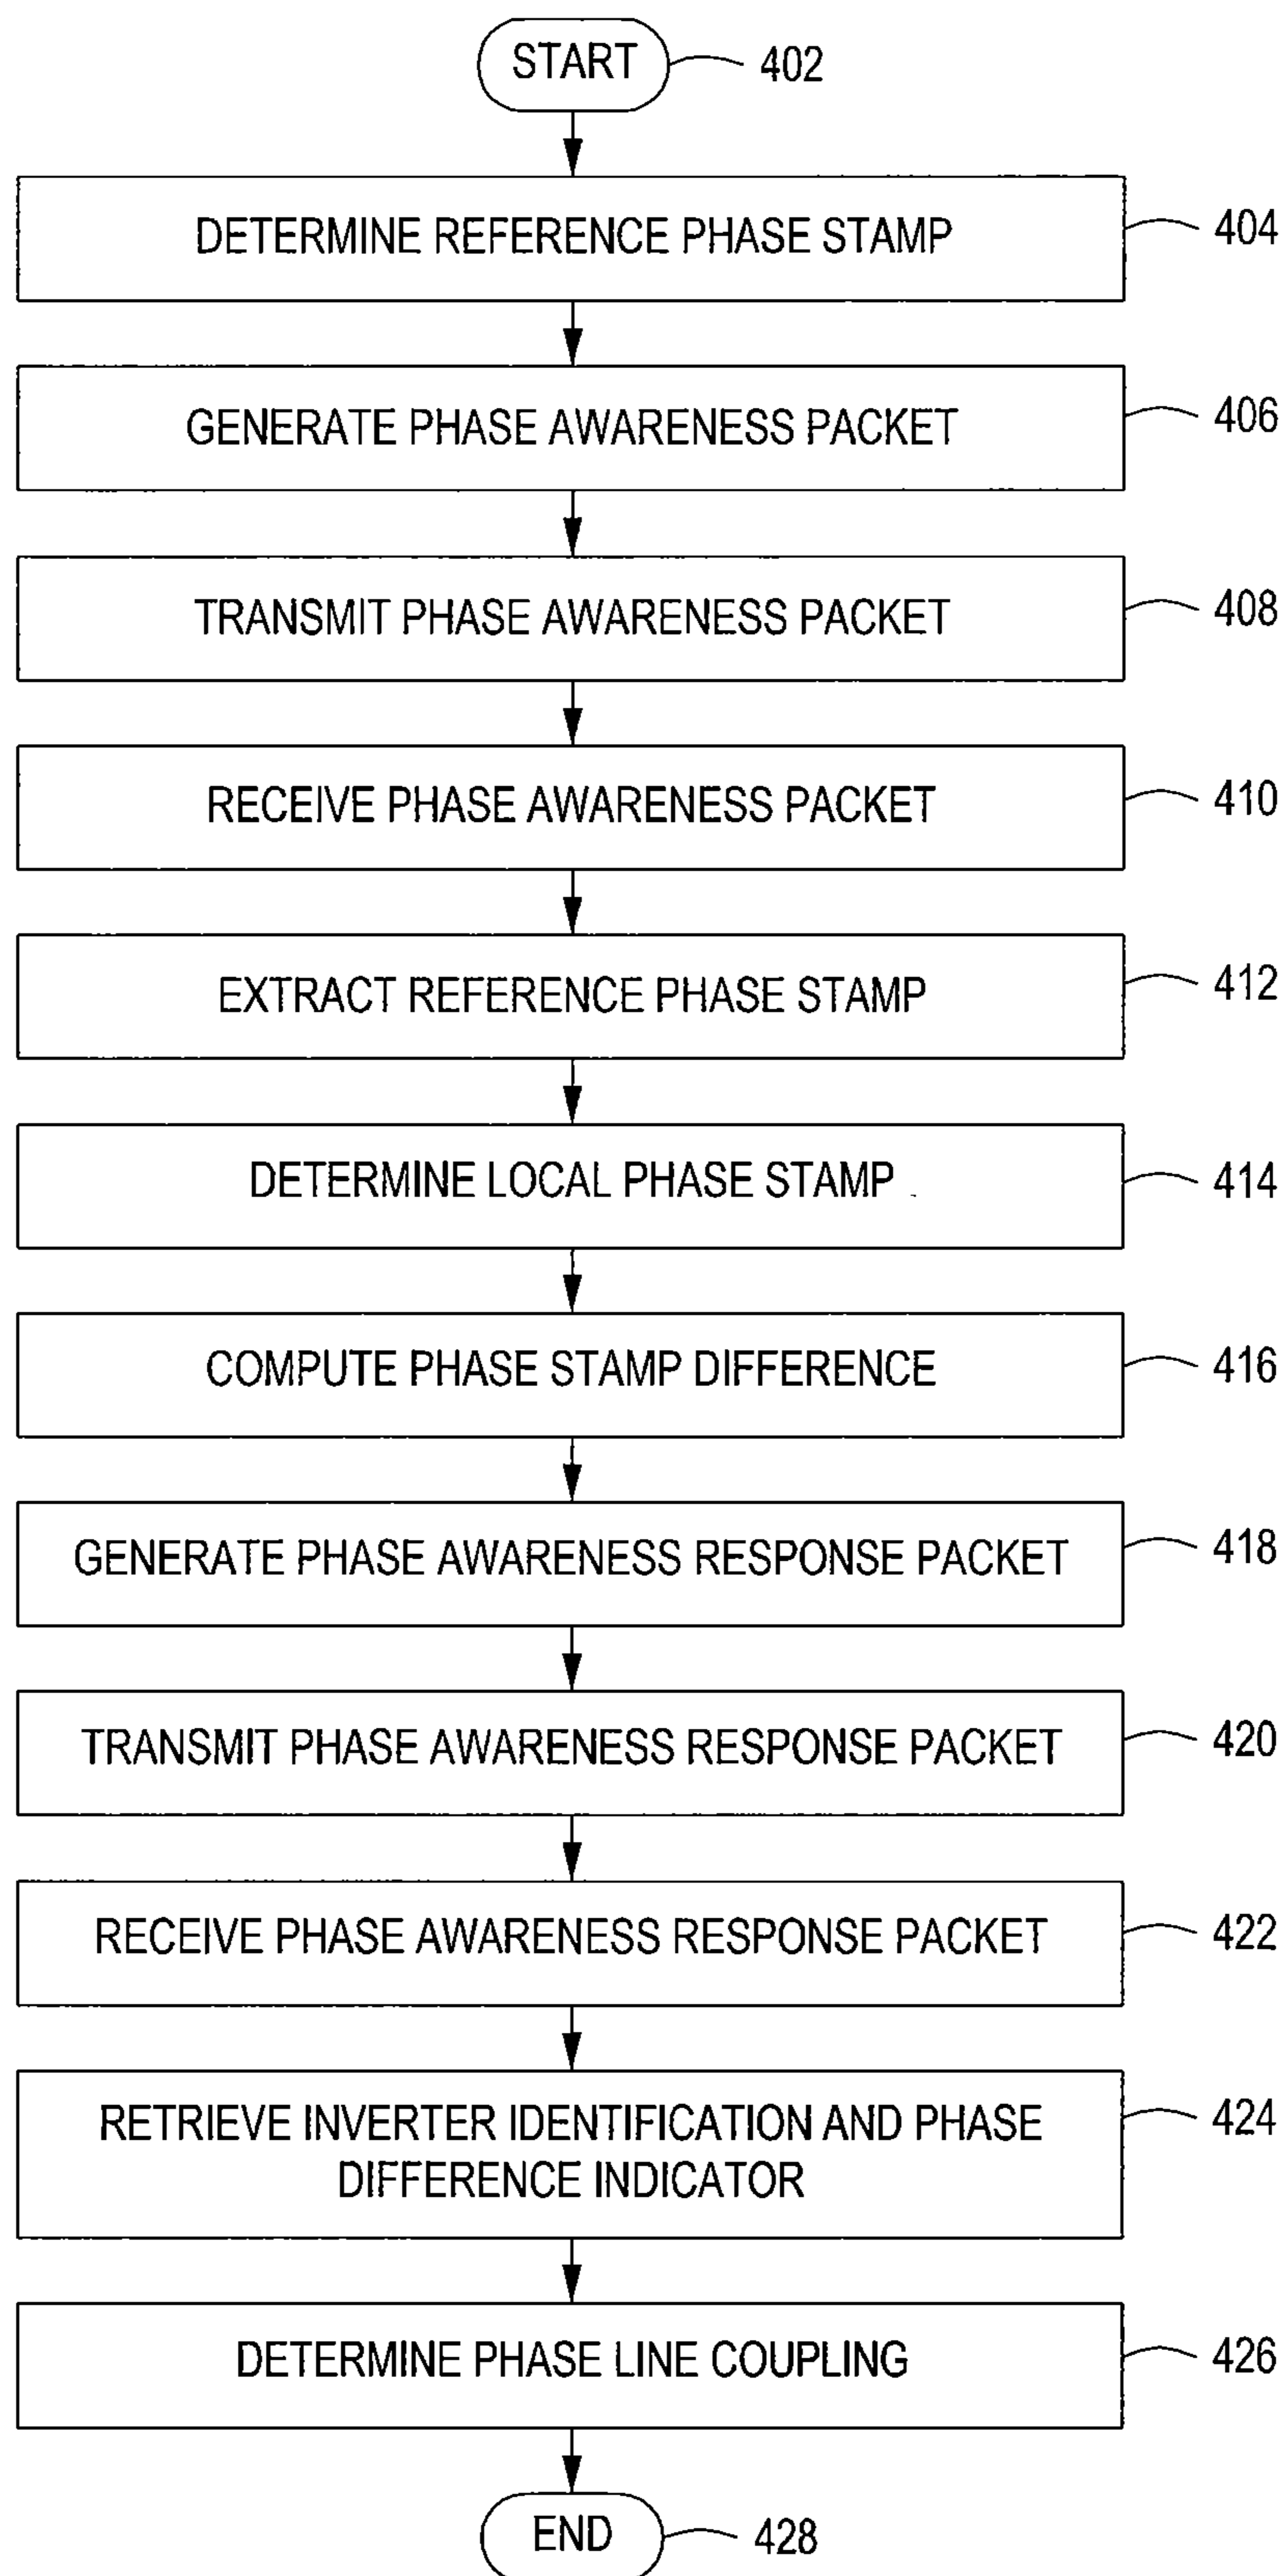 START 402
DETERMINE REFERENCE PHASE STAMP 404
GENERATE PHASE AWARENESS PACKET 406
TRANSMIT PHASE AWARENESS PACKET 408
RECEIVE PHASE AWARENESS PACKET 410
EXTRACT REFERENCE PHASE STAMP 412
DETERMINE LOCAL PHASE STAMP 414
COMPUTE PHASE STAMP DIFFERENCE 416
GENERATE PHASE AWARENESS RESPONSE PACKET 418
TRANSMIT PHASE AWARENESS RESPONSE PACKET 420
RECEIVE PHASE AWARENESS RESPONSE PACKET 422
RETRIEVE INVERTER IDENTIFICATION AND PHASE 424
DIFFERENCE INDICATOR
DETERMINE PHASE LINE COUPLING 426
END 428